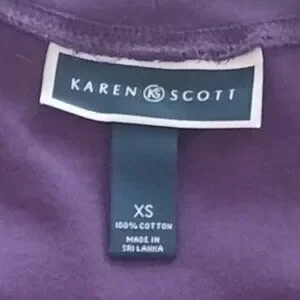 KAREN KS SCOTT
XS
100% COTTON
MADE IN
SRI LANKA